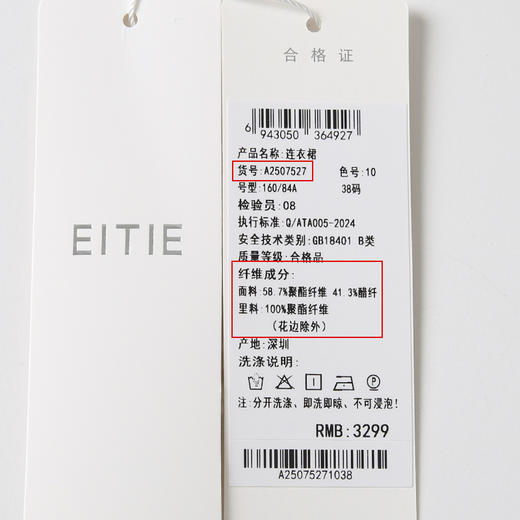 EITIE
合格证
6 943050 364927
产品名称:连衣裙
货号:A2507527 色号:10
号型:160/84A 38码
检验员:08
执行标准:Q/ATA005-2024
安全技术类别:GB18401 B类
质量等级:合格品
纤维成分:
面料:58.7%聚酯纤维 41.3%醋纤
里料:100%聚酯纤维
(花边除外)
产地:深圳
洗涤说明:
注:分开洗涤、即洗即晾、不可浸泡!
RMB:3299
A25075271038